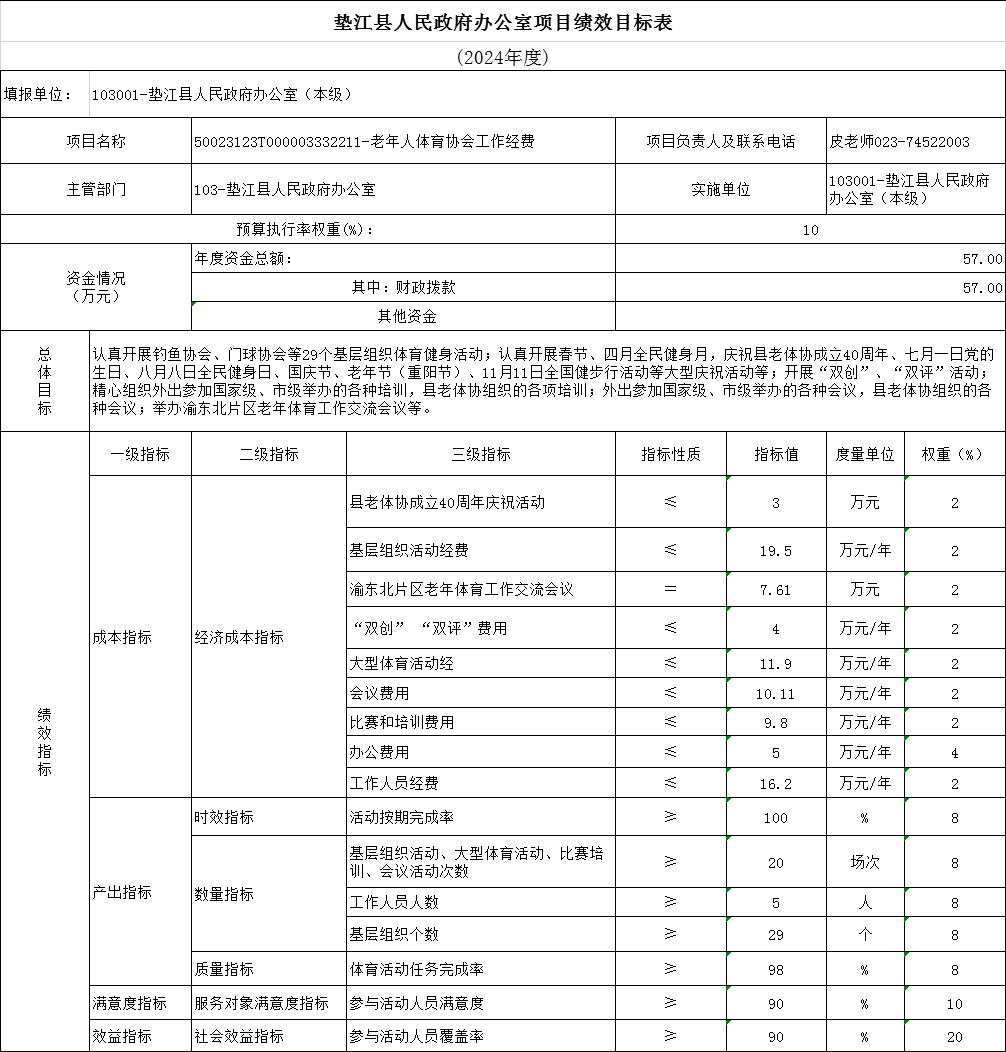 垫江县人民政府办公室项目绩效目标表
(2024年度)
填报单位： 103001-垫江县人民政府办公室（本级）
项目名称 50023123T000003332211-老年人体育协会工作经费 项目负责人及联系电话 皮老师023-74522003
主管部门 103-垫江县人民政府办公室 实施单位 103001-垫江县人民政府
办公室（本级）
预算执行率权重(%)： 10
资金情况
（万元）
年度资金总额： 57.00
其中：财政拨款 57.00
其他资金
总
体
目
标
认真开展钓鱼协会、门球协会等29个基层组织体育健身活动；认真开展春节、四月全民健身月，庆祝县老体协成立40周年、七月一日党的
生日、八月八日全民健身日、国庆节、老年节（重阳节）、11月11日全国健步行活动等大型庆祝活动等；开展“双创”、“双评”活动；
精心组织外出参加国家级、市级举办的各种培训，县老体协组织的各项培训；外出参加国家级、市级举办的各种会议，县老体协组织的各
种会议；举办渝东北片区老年体育工作交流会议等。
绩
效
指
标
一级指标 二级指标 三级指标 指标性质 指标值 度量单位 权重（%）
成本指标 经济成本指标
县老体协成立40周年庆祝活动 ≤ 3 万元 2
基层组织活动经费 ≤ 19.5 万元/年 2
渝东北片区老年体育工作交流会议 ＝ 7.61 万元 2
“双创” “双评”费用 ≤ 4 万元/年 2
大型体育活动经 ≤ 11.9 万元/年 2
会议费用 ≤ 10.11 万元/年 2
比赛和培训费用 ≤ 9.8 万元/年 2
办公费用 ≤ 5 万元/年 4
工作人员经费 ≤ 16.2 万元/年 2
产出指标
时效指标 活动按期完成率 ≥ 100 % 8
数量指标
基层组织活动、大型体育活动、比赛培
训、会议活动次数 ≥ 20 场次 8
工作人员人数 ≥ 5 人 8
基层组织个数 ≥ 29 个 8
质量指标 体育活动任务完成率 ≥ 98 % 8
满意度指标 服务对象满意度指标 参与活动人员满意度 ≥ 90 % 10
效益指标 社会效益指标 参与活动人员覆盖率 ≥ 90 % 20